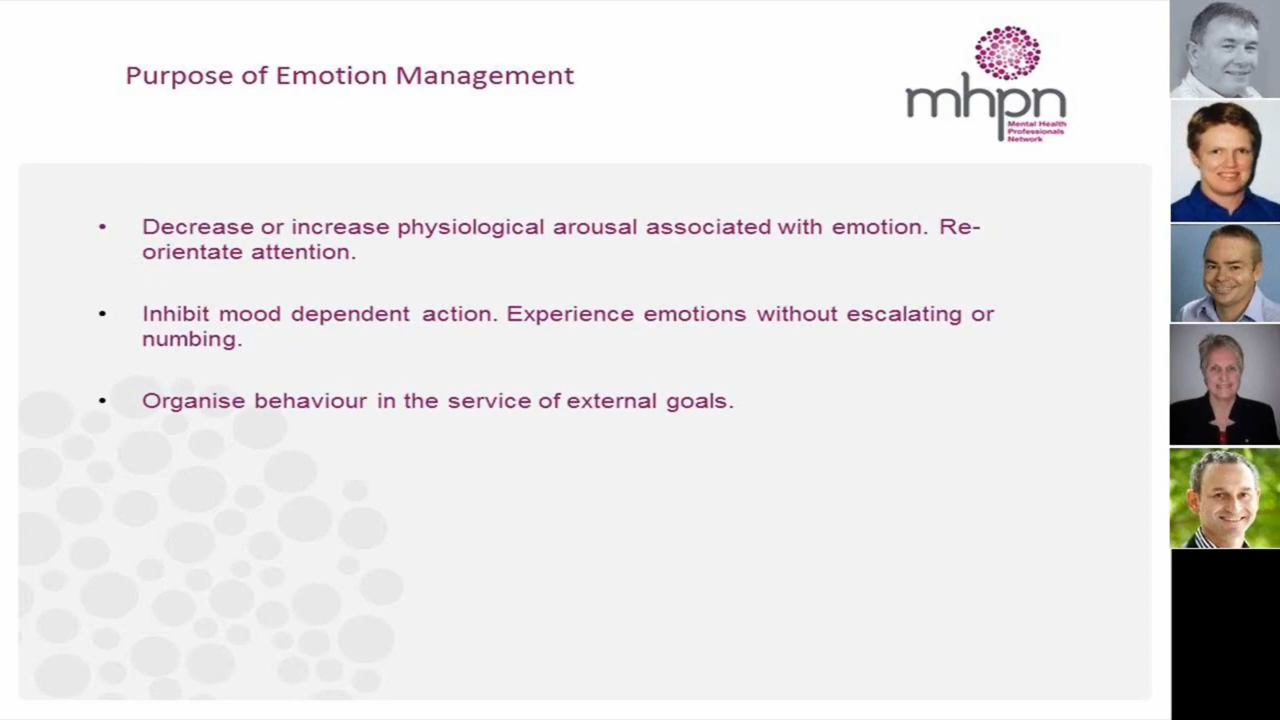 Purpose of Emotion Management
mhpn
Mental Health
Professionals
Network
• Decrease or increase physiological arousal associated with emotion. Re-
orientate attention.
• Inhibit mood dependent action. Experience emotions without escalating or
numbing.
• Organise behaviour in the service of external goals.